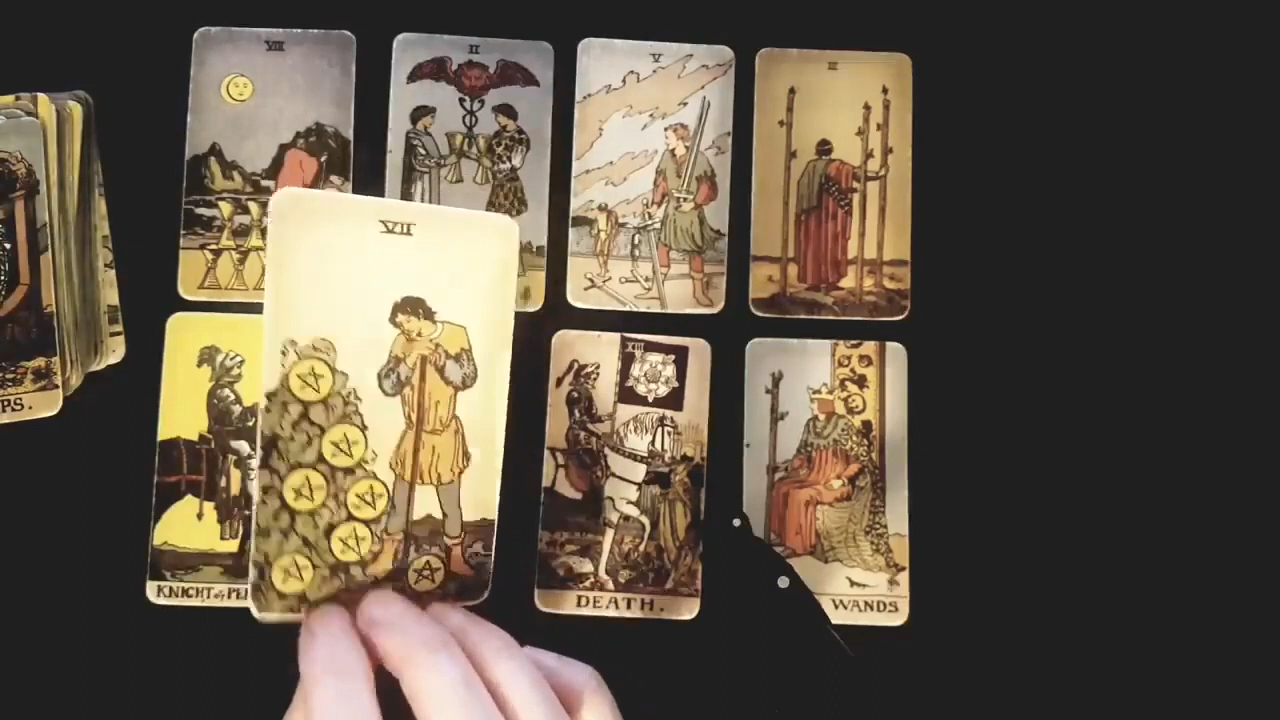 VIII
II
V
III
VII
XIII
PS.
KNIGHT of PE
DEATH.
WANDS